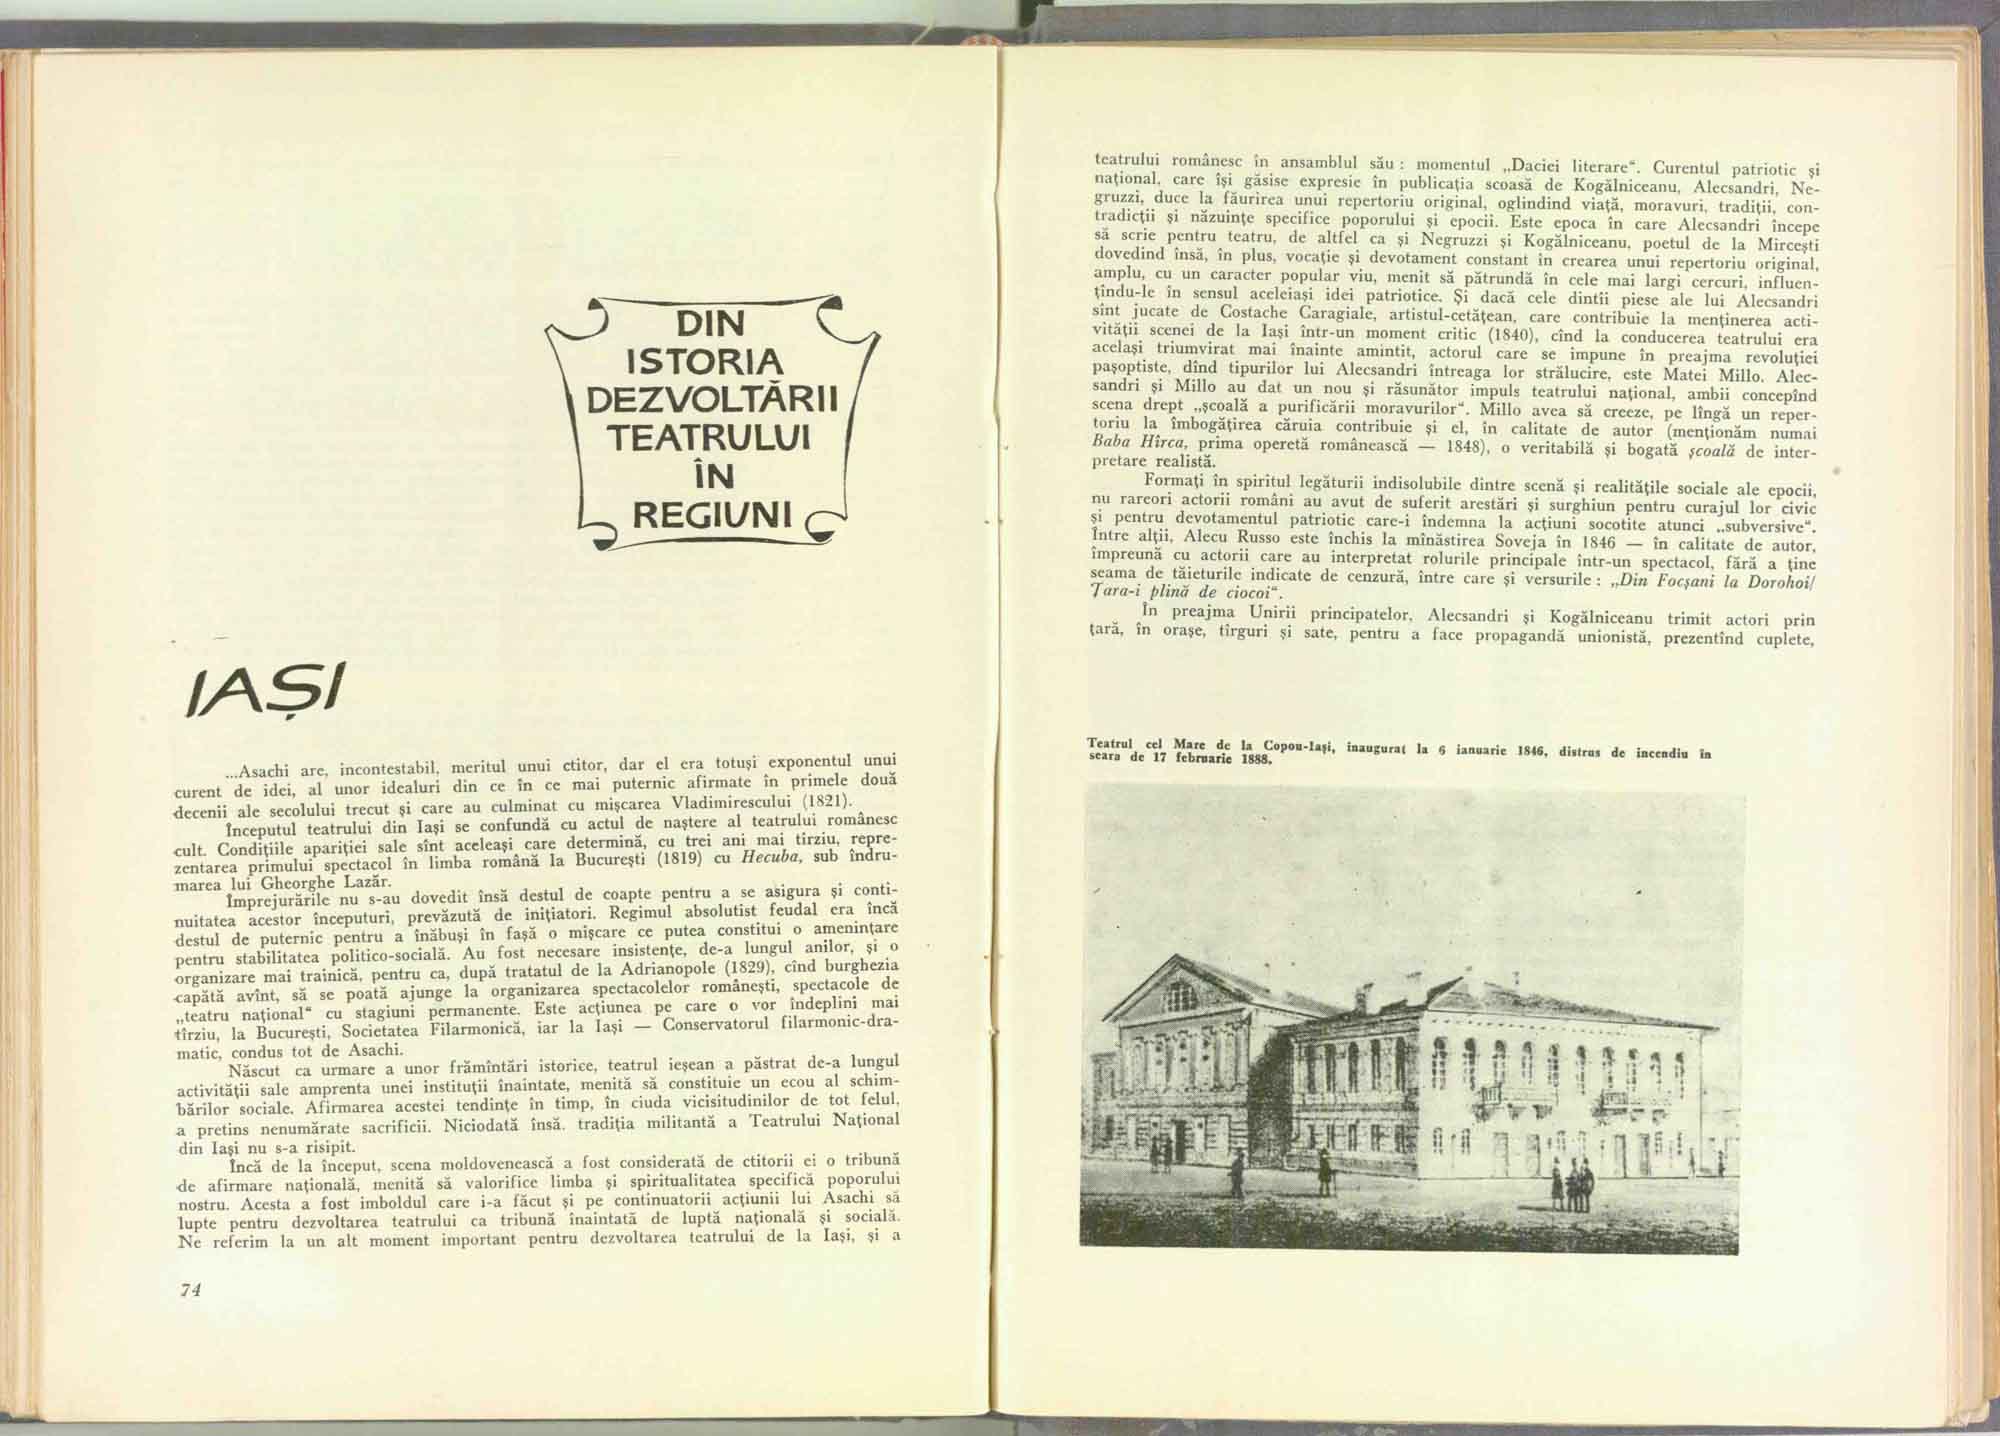 DIN
ISTORIA
DEZVOLTĂRII
TEATRULUI
ÎN
REGIUNI
IAȘI
...Asachi are, incontestabil, meritul unui ctitor, dar el era totuși exponentul unui
curent de idei, al unor idealuri din ce în ce mai puternic afirmate în primele două
decenii ale secolului trecut și care au culminat cu mișcarea Vladimirescului (1821).
Începutul teatrului din Iași se confundă cu actul de naștere al teatrului românesc
cult. Condițiile apariției sale sînt aceleași care determină, cu trei ani mai tîrziu, repre-
zentarea primului spectacol în limba română la București (1819) cu Hecuba, sub îndru-
marea lui Gheorghe Lazăr.
Împrejurările nu s-au dovedit însă destul de coapte pentru a se asigura și conti-
nuitatea acestor începuturi, prevăzută de inițiatori. Regimul absolutist feudal era încă
destul de puternic pentru a înăbuși în fașă o mișcare ce putea constitui o amenințare
pentru stabilitatea politico-socială. Au fost necesare insistențe, de-a lungul anilor, și o
organizare mai trainică, pentru ca, după tratatul de la Adrianopole (1829), cînd burghezia
capătă avînt, să se poată ajunge la organizarea spectacolelor românești, spectacole de
„teatru național“ cu stagiuni permanente. Este acțiunea pe care o vor îndeplini mai
tîrziu, la București, Societatea Filarmonică, iar la Iași — Conservatorul filarmonic-dra-
matic, condus tot de Asachi.
Născut ca urmare a unor frămîntări istorice, teatrul ieșean a păstrat de-a lungul
activității sale amprenta unei instituții înaintate, menită să constituie un ecou al schim-
bărilor sociale. Afirmarea acestei tendințe în timp, în ciuda vicisitudinilor de tot felul,
a pretins nenumărate sacrificii. Niciodată însă. tradiția militantă a Teatrului Național
din Iași nu s-a risipit.
Încă de la început, scena moldovenească a fost considerată de ctitorii ei o tribună
de afirmare națională, menită să valorifice limba și spiritualitatea specifică poporului
nostru. Acesta a fost imboldul care i-a făcut și pe continuatorii acțiunii lui Asachi să
lupte pentru dezvoltarea teatrului ca tribună înaintată de luptă națională și socială.
Ne referim la un alt moment important pentru dezvoltarea teatrului de la Iași, și a
74
teatrului românesc în ansamblul său : momentul „Daciei literare“. Curentul patriotic și
național, care își găsise expresie în publicația scoasă de Kogălniceanu, Alecsandri, Ne-
gruzzi, duce la făurirea unui repertoriu original, oglindind viață, moravuri, tradiții, con-
tradicții și năzuințe specifice poporului și epocii. Este epoca în care Alecsandri începe
să scrie pentru teatru, de altfel ca și Negruzzi și Kogălniceanu, poetul de la Mircești
dovedind însă, în plus, vocație și devotament constant în crearea unui repertoriu original,
amplu, cu un caracter popular viu, menit să pătrundă în cele mai largi cercuri, influen-
țindu-le în sensul aceleiași idei patriotice. Și dacă cele dintîi piese ale lui Alecsandri
sînt jucate de Costache Caragiale, artistul-cetățean, care contribuie la menținerea acti-
vității scenei de la Iași într-un moment critic (1840), cînd la conducerea teatrului era
același triumvirat mai înainte amintit, actorul care se impune în preajma revoluției
pașoptiste, dînd tipurilor lui Alecsandri întreaga lor strălucire, este Matei Millo. Alec-
sandri și Millo au dat un nou și răsunător impuls teatrului național, ambii concepînd
scena drept „școală a purificării moravurilor“. Millo avea să creeze, pe lîngă un reper-
toriu la îmbogățirea căruia contribuie și el, în calitate de autor (menționăm numai
Baba Hîrca, prima operetă românească — 1848), o veritabilă și bogată școală de inter-
pretare realistă.
Formați în spiritul legăturii indisolubile dintre scenă și realitățile sociale ale epocii,
nu rareori actorii români au avut de suferit arestări și surghiun pentru curajul lor civic
și pentru devotamentul patriotic care-i îndemna la acțiuni socotite atunci „subversive“.
Între alții, Alecu Russo este închis la mînăstirea Soveja în 1846 — în calitate de autor,
împreună cu actorii care au interpretat rolurile principale într-un spectacol, fără a ține
seama de tăieturile indicate de cenzură, între care și versurile : „Din Focșani la Dorohoi/
Țara-i plină de ciocoi“.
În preajma Unirii principatelor, Alecsandri și Kogălniceanu trimit actori prin
țară, în orașe, tîrguri și sate, pentru a face propagandă unionistă, prezentînd cuplete,
Teatrul cel Mare de la Copou-Iași, inaugurat la 6 ianuarie 1846, distrus de incendiu în
seara de 17 februarie 1888.